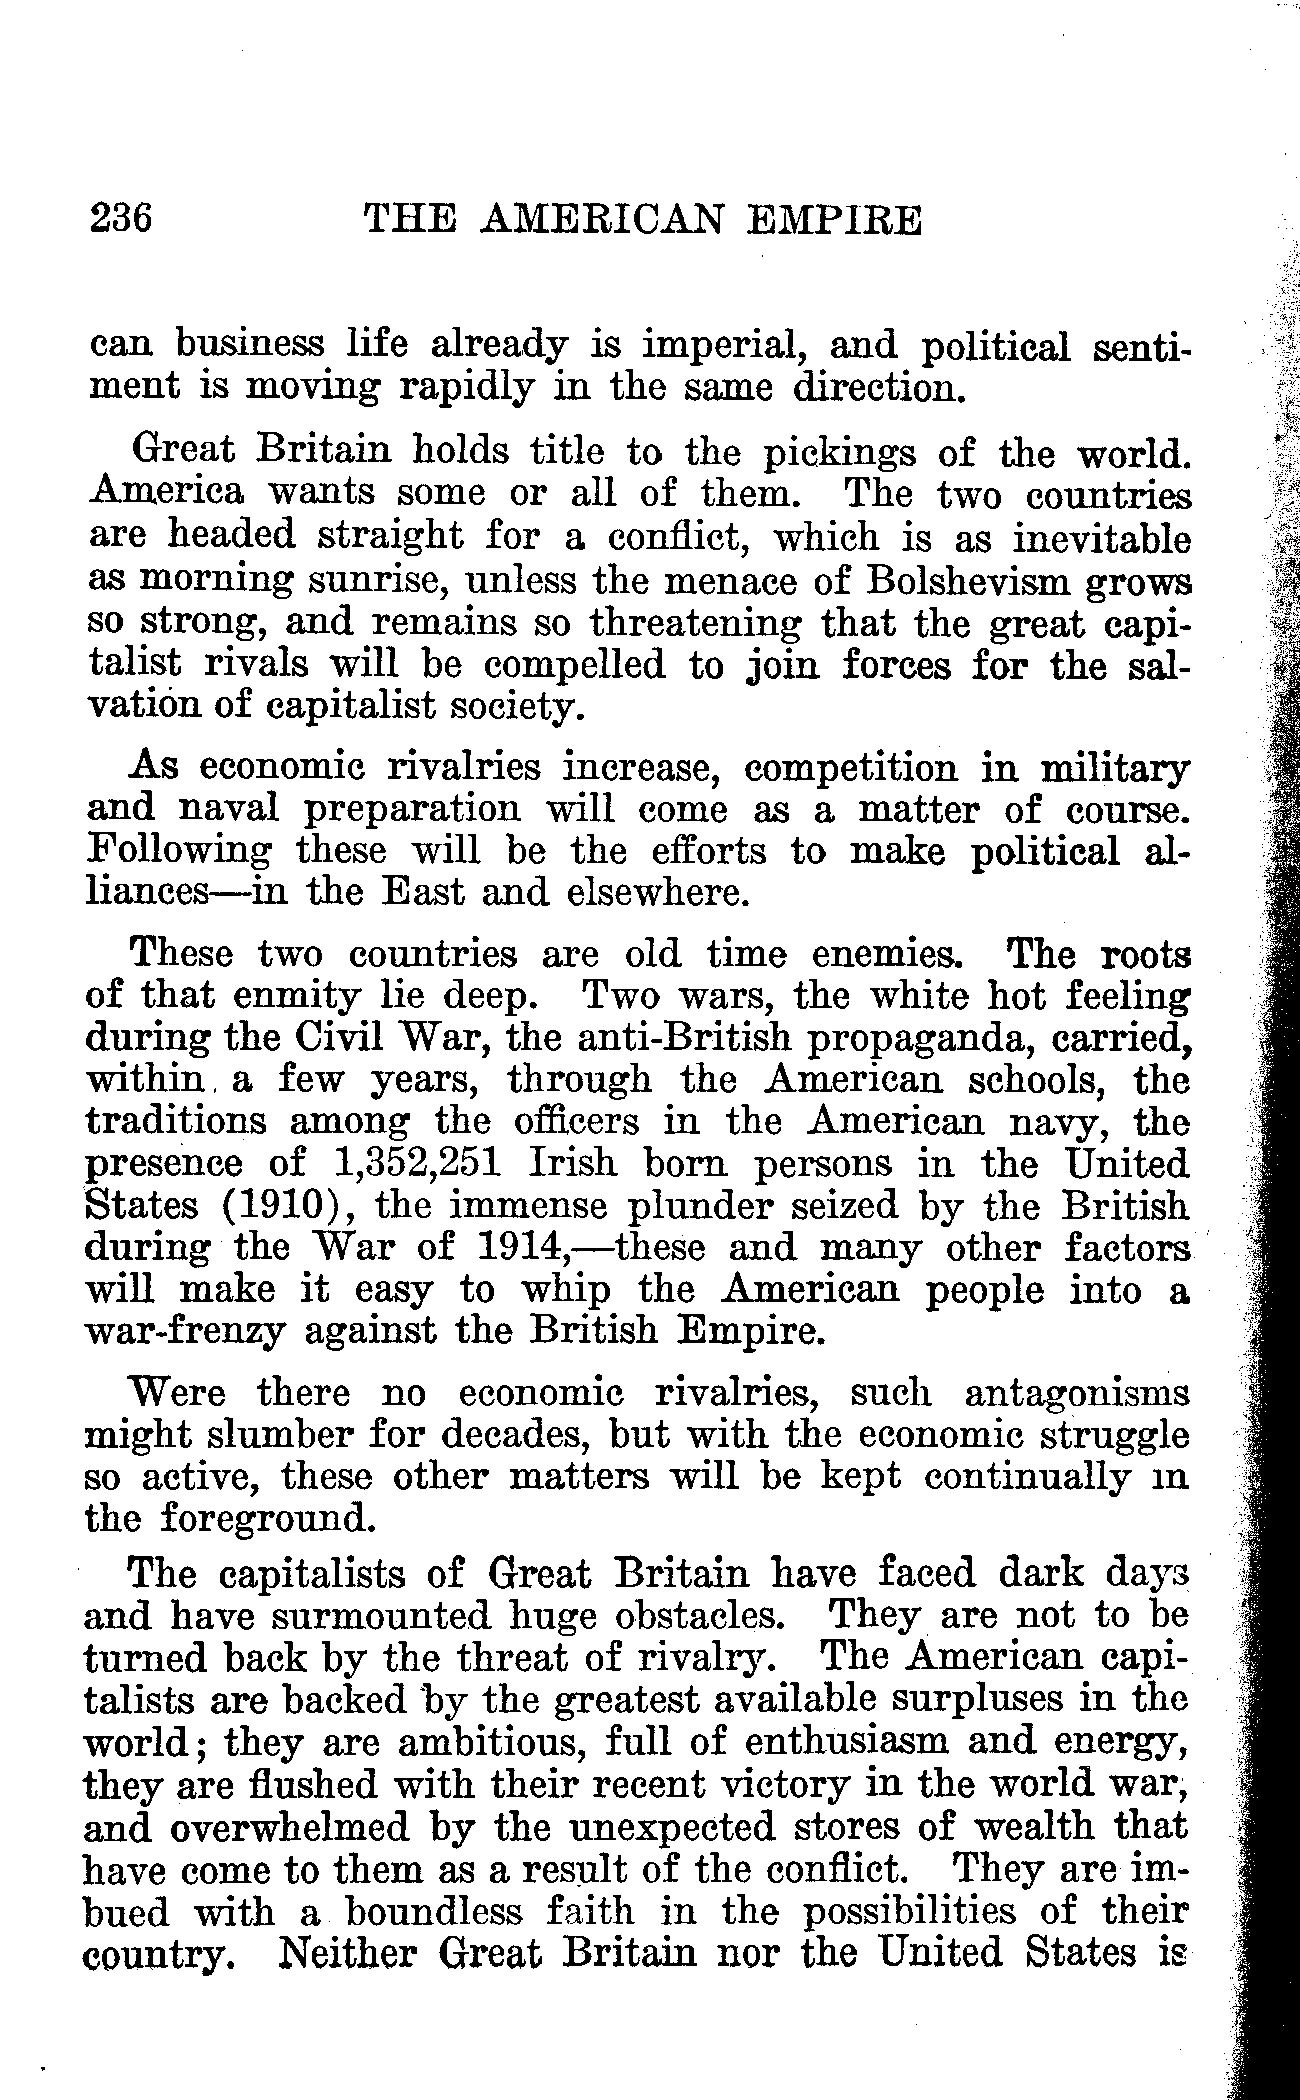 236 THE AMERICAN EMPIRE
can business life already is imperial, and political senti-
ment is moving rapidly in the same direction.
Great Britain holds title to the pickings of the world.
America wants some or all of them. The two countries
are headed straight for a conflict, which is as inevitable
as morning sunrise, unless the menace of Bolshevism grows
so strong, and remains so threatening that the great capi-
talist rivals will be compelled to join forces for the sal-
vation of capitalist society.
As economic rivalries increase, competition in military
and naval preparation will come as a matter of course.
Following these will be the efforts to make political al-
liances—in the East and elsewhere.
These two countries are old time enemies. The roots
of that enmity lie deep. Two wars, the white hot feeling
during the Civil War, the anti-British propaganda, carried,
within a few years, through the American schools, the
traditions among the officers in the American navy, the
presence of 1,352,251 Irish born persons in the United
States (1910), the immense plunder seized by the British
during the War of 1914,—these and many other factors
will make it easy to whip the American people into a
war-frenzy against the British Empire.
Were there no economic rivalries, such antagonisms
might slumber for decades, but with the economic struggle
so active, these other matters will be kept continually in
the foreground.
The capitalists of Great Britain have faced dark days
and have surmounted huge obstacles. They are not to be
turned back by the threat of rivalry. The American capi-
talists are backed by the greatest available surpluses in the
world; they are ambitious, full of enthusiasm and energy,
they are flushed with their recent victory in the world war,
and overwhelmed by the unexpected stores of wealth that
have come to them as a result of the conflict. They are im-
bued with a boundless faith in the possibilities of their
country. Neither Great Britain nor the United States is